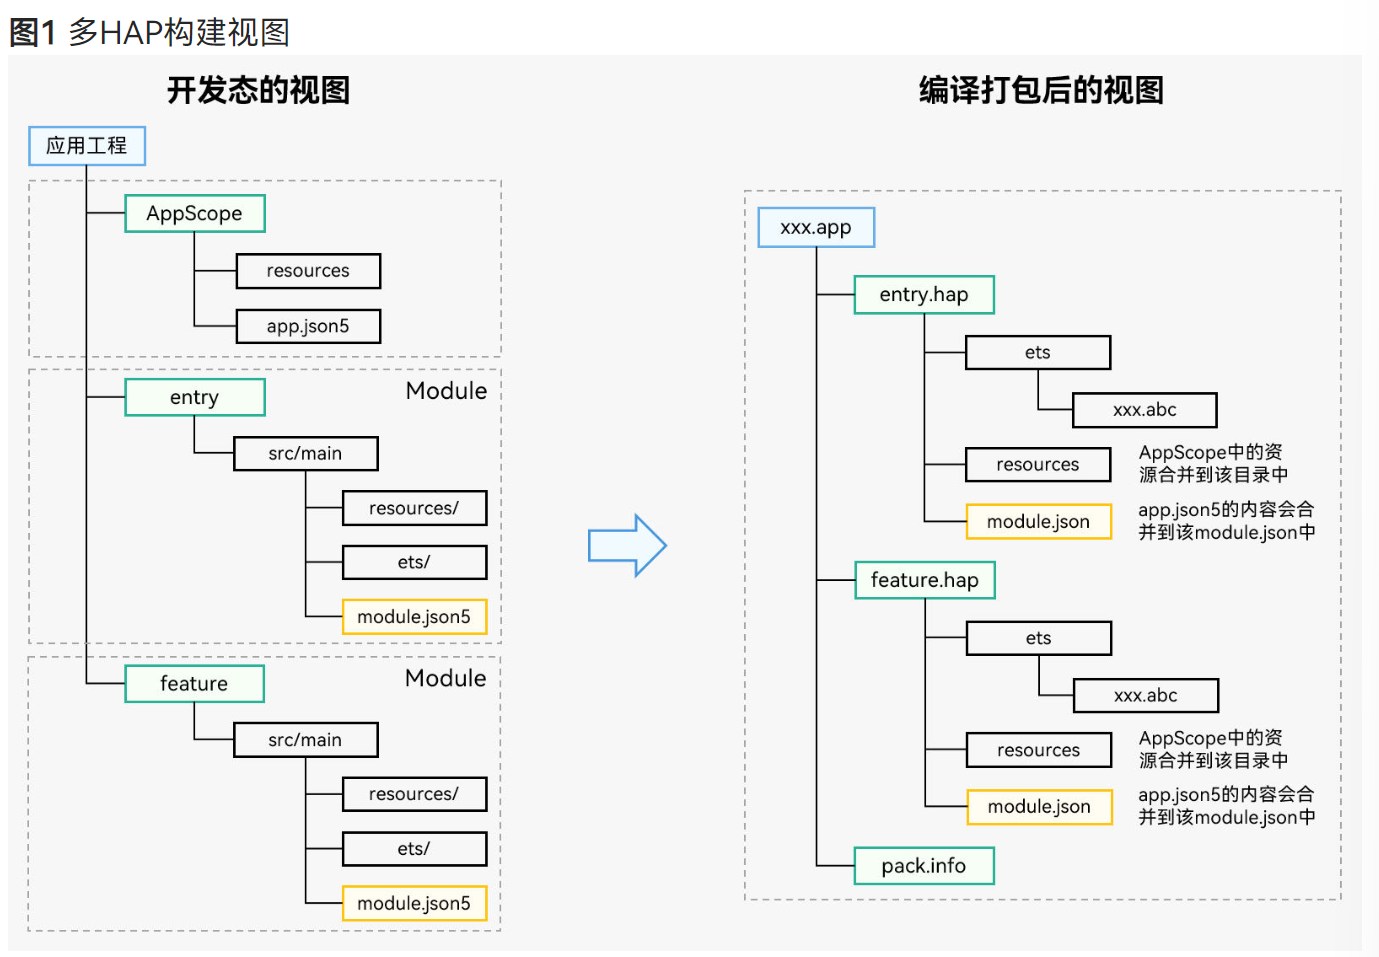 图1 多HAP构建视图
开发态的视图
应用工程
AppScope
resources
app.json5
Module
entry
src/main
resources/
ets/
module.json5
Module
feature
src/main
resources/
ets/
module.json5
编译打包后的视图
xxx.app
entry.hap
ets
xxx.abc
resources
AppScope中的资
源合并到该目录中
module.json
app.json5的内容会合
并到该module.json中
feature.hap
ets
xxx.abc
resources
AppScope中的资
源合并到该目录中
module.json
app.json5的内容会合
并到该module.json中
pack.info